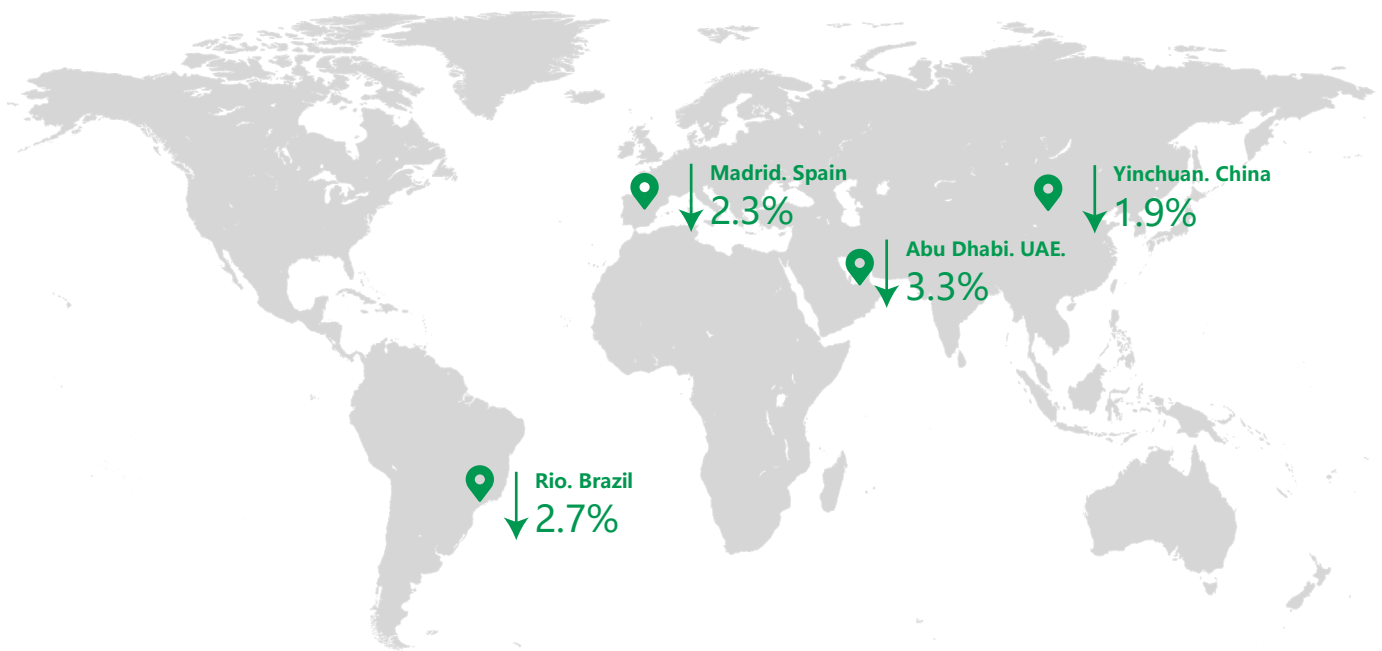 Madrid. Spain
2.3%
Yinchuan. China
1.9%
Abu Dhabi. UAE.
3.3%
Rio. Brazil
2.7%